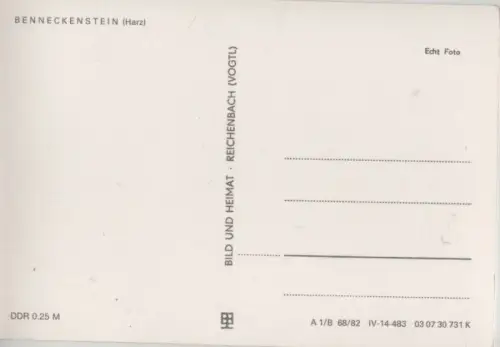 BENNECKENSTEIN (Harz)
Echt Foto
BILD UND HEIMAT · REICHENBACH (VOGTL)
DDR 0.25 M
A 1/B 68/82 IV-14-483 03 07 30 731 K